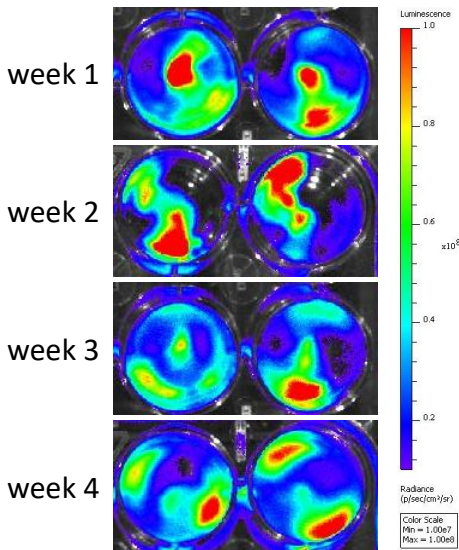 week 1
week 2
week 3
week 4
Luminescence
1.0
0.8
0.6
x10⁸
0.4
0.2
Radiance
(p/sec/cm²/sr)
Color Scale
Min = 1.00e7
Max = 1.00e8